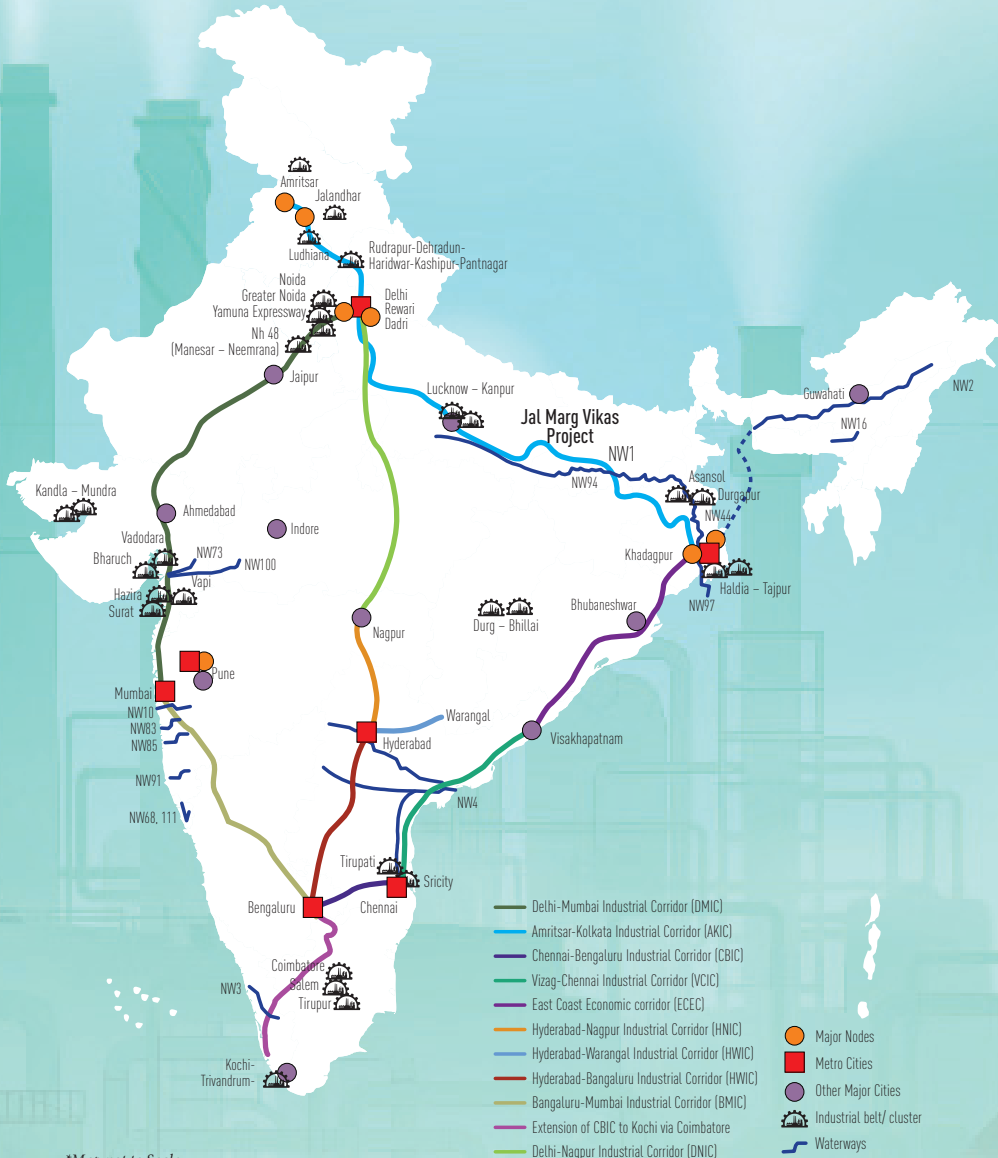 Amritsar
Jalandhar
Ludhiana
Rudrapur-Dehradun-
Haridwar-Kashipur-Pantnagar
Noida
Greater Noida
Yamuna Expressway
Delhi
Rewari
Dadri
Nh 48
(Manesar – Neemrana)
Jaipur
Lucknow – Kanpur
Jal Marg Vikas
Project
Guwahati
NW2
NW16
NW1
NW94
Asansol
Durgapur
NW44
Kandla – Mundra
Ahmedabad
Indore
Vadodara
Bharuch
NW73
NW100
Vapi
Hazira
Surat
Khadagpur
Haldia – Tajpur
NW97
Bhubaneshwar
Durg – Bhillai
Nagpur
Pune
Mumbai
NW10
NW83
NW85
NW91
NW68, 111
Warangal
Hyderabad
Visakhapatnam
NW4
Tirupati
Sricity
Bengaluru
Chennai
Coimbatore
Salem
Tirupur
NW3
Kochi-
Trivandrum-
Delhi-Mumbai Industrial Corridor (DMIC)
Amritsar-Kolkata Industrial Corridor (AKIC)
Chennai-Bengaluru Industrial Corridor (CBIC)
Vizag-Chennai Industrial Corridor (VCIC)
East Coast Economic corridor (ECEC)
Hyderabad-Nagpur Industrial Corridor (HNIC)
Hyderabad-Warangal Industrial Corridor (HWIC)
Hyderabad-Bangaluru Industrial Corridor (HWIC)
Bangaluru-Mumbai Industrial Corridor (BMIC)
Extension of CBIC to Kochi via Coimbatore
Delhi-Nagpur Industrial Corridor (DNIC)
Major Nodes
Metro Cities
Other Major Cities
Industrial belt/ cluster
Waterways